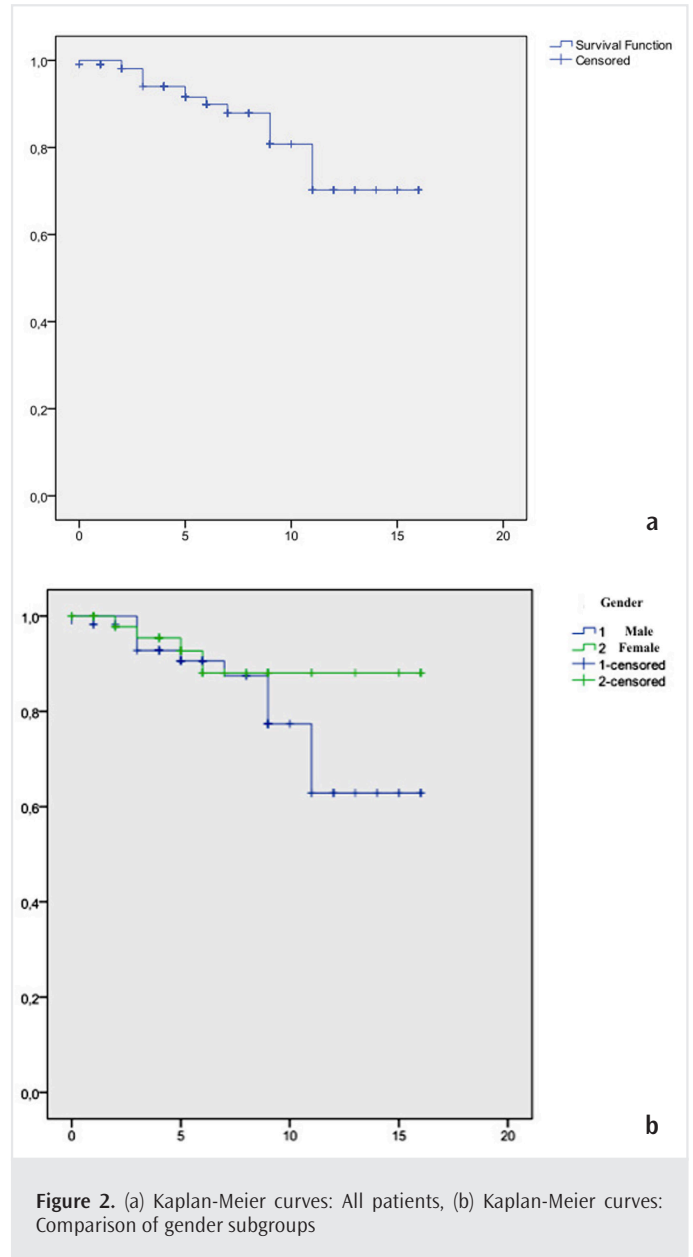 Survival Function
Censored
1,0
0,8
0,6
0,4
0,2
0,0
0 5 10 15 20
a
Gender
1 Male
2 Female
1-censored
2-censored
1,0
0,8
0,6
0,4
0,2
0,0
0 5 10 15 20
b
Figure 2. (a) Kaplan-Meier curves: All patients, (b) Kaplan-Meier curves:
Comparison of gender subgroups